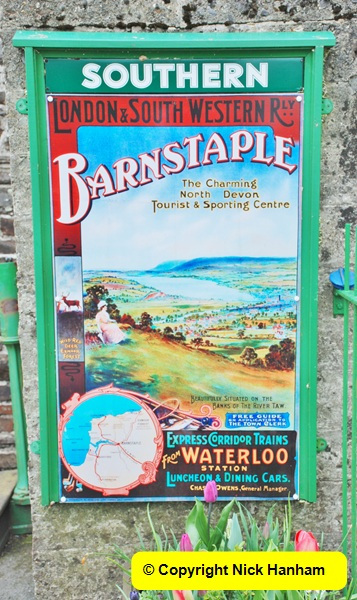 SOUTHERN
LONDON & SOUTH WESTERN RLY
BARNSTAPLE
The Charming
North Devon
Tourist & Sporting Centre
BEAUTIFULLY SITUATED ON THE
BANKS OF THE RIVER TAW.
FREE GUIDE
THE TOWN CLERK
EXPRESS CORRIDOR TRAINS
FROM WATERLOO
STATION
LUNCHEON & DINING CARS.
CHAS. J. OWENS, General Manager.
© Copyright Nick Hanham